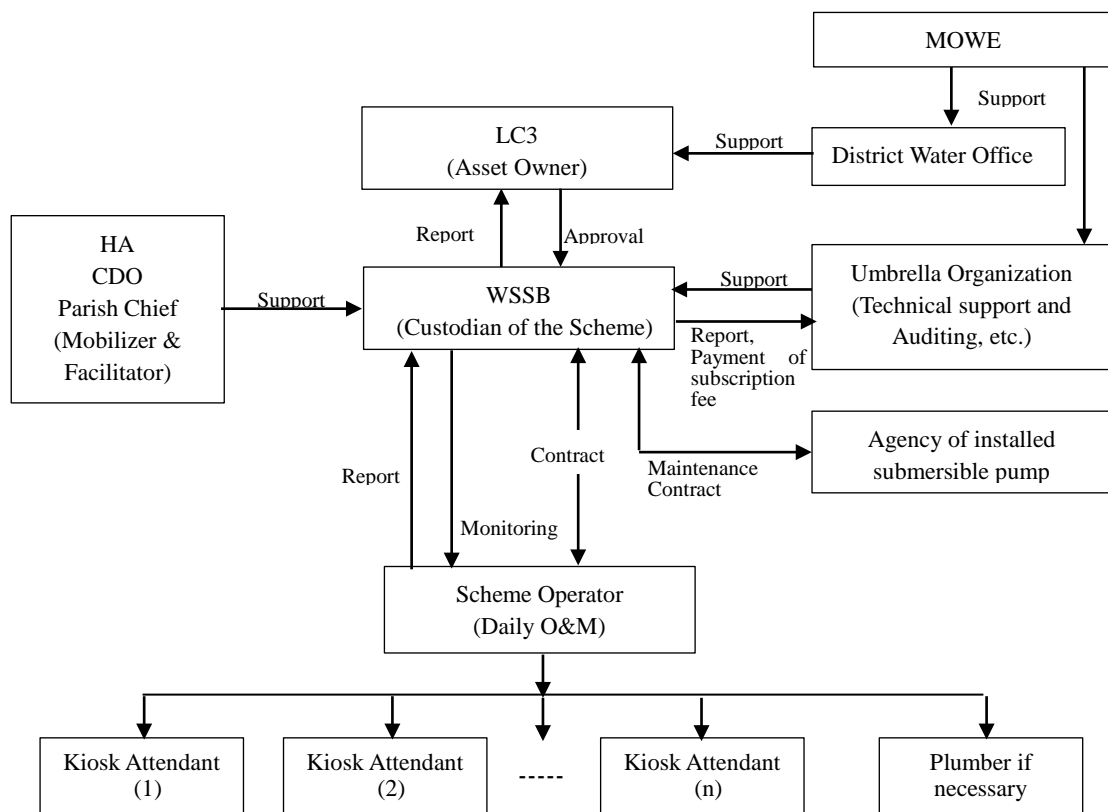 MOWE
Support
LC3
(Asset Owner)
Support
District Water Office
HA
CDO
Parish Chief
(Mobilizer &
Facilitator)
Report
Approval
Support
WSSB
(Custodian of the Scheme)
Support
Umbrella Organization
(Technical support and
Auditing, etc.)
Report,
Payment of
subscription
fee
Agency of installed
submersible pump
Maintenance
Contract
Contract
Report
Monitoring
Scheme Operator
(Daily O&M)
Kiosk Attendant
(1)
Kiosk Attendant
(2)
-----
Kiosk Attendant
(n)
Plumber if
necessary